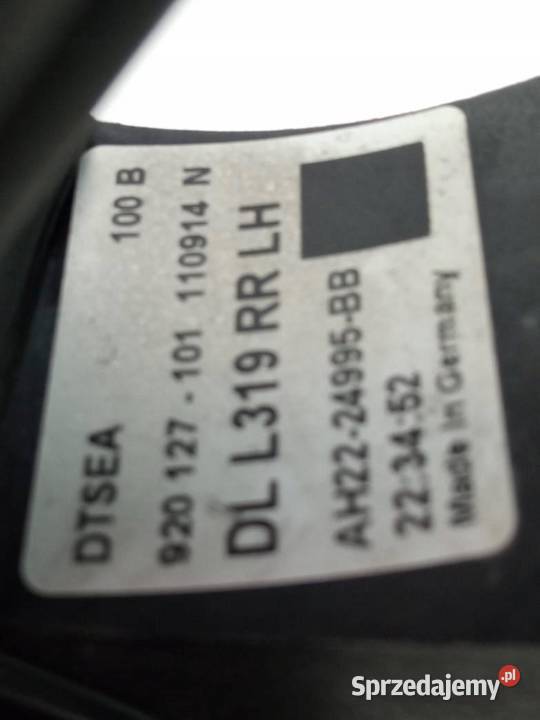 DTSEA 100 B
920 127 - 101 110914 N
DL L319 RR LH
AH22-24995-BB
22:34:52
Made in Germany
Sprzedajemy.pl